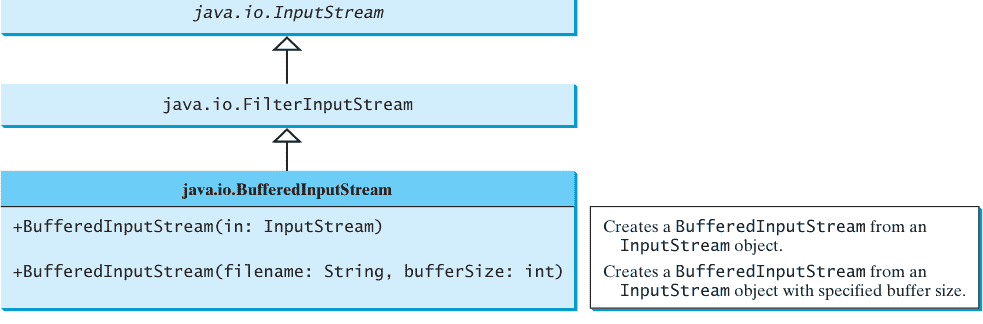 java.io.InputStream
java.io.FilterInputStream
java.io.BufferedInputStream
+BufferedInputStream(in: InputStream)
+BufferedInputStream(filename: String, bufferSize: int)
Creates a BufferedInputStream from an
InputStream object.
Creates a BufferedInputStream from an
InputStream object with specified buffer size.